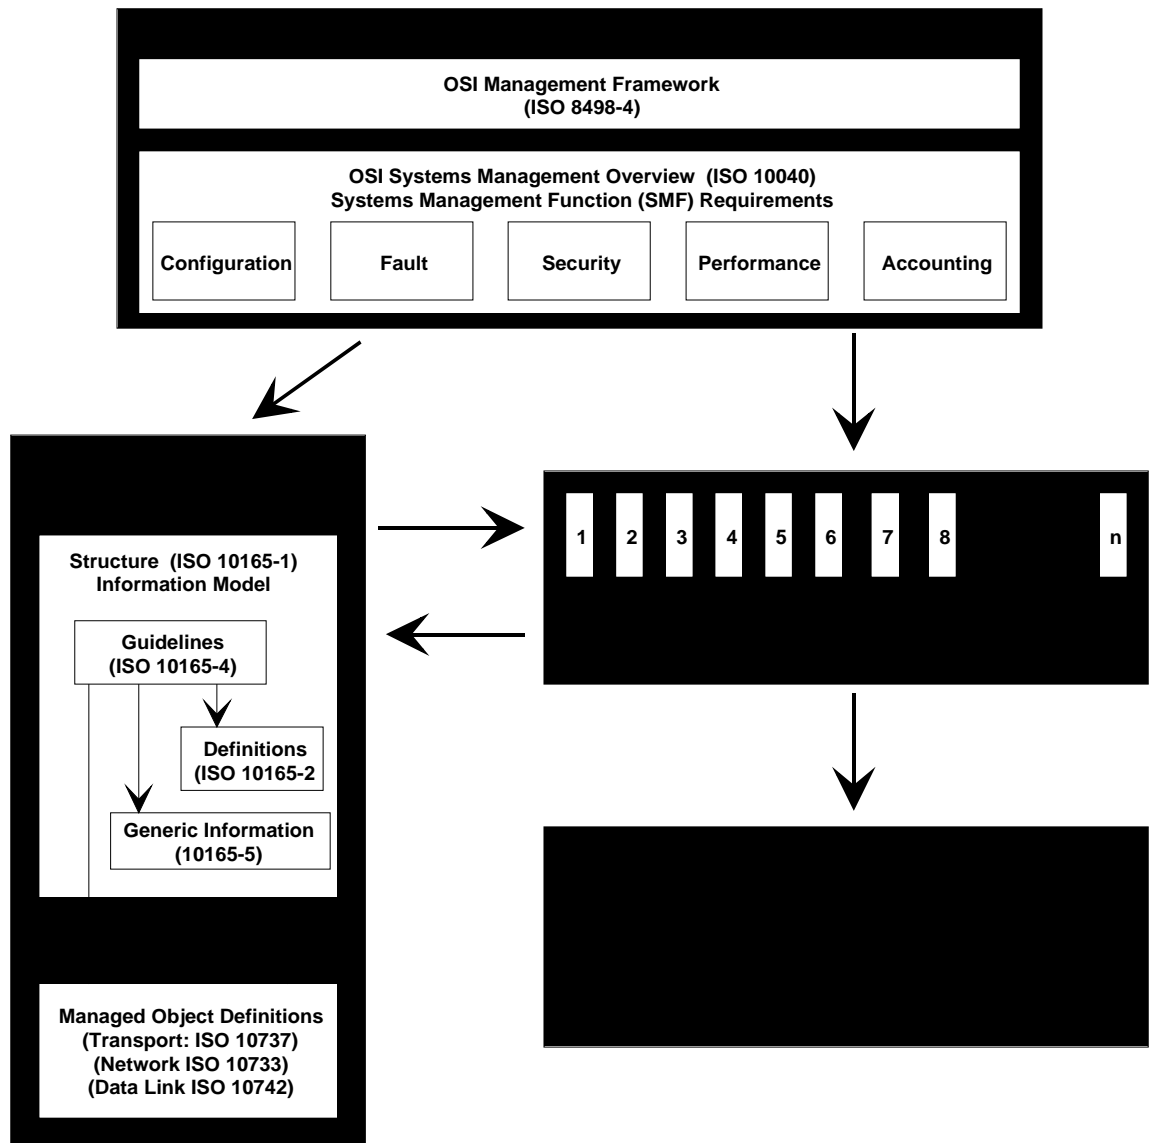 OSI Management Framework
(ISO 8498-4)
OSI Systems Management Overview (ISO 10040)
Systems Management Function (SMF) Requirements
Configuration
Fault
Security
Performance
Accounting
Structure (ISO 10165-1)
Information Model
Guidelines
(ISO 10165-4)
Definitions
(ISO 10165-2
Generic Information
(10165-5)
Managed Object Definitions
(Transport: ISO 10737)
(Network ISO 10733)
(Data Link ISO 10742)
1 2 3 4 5 6 7 8 n